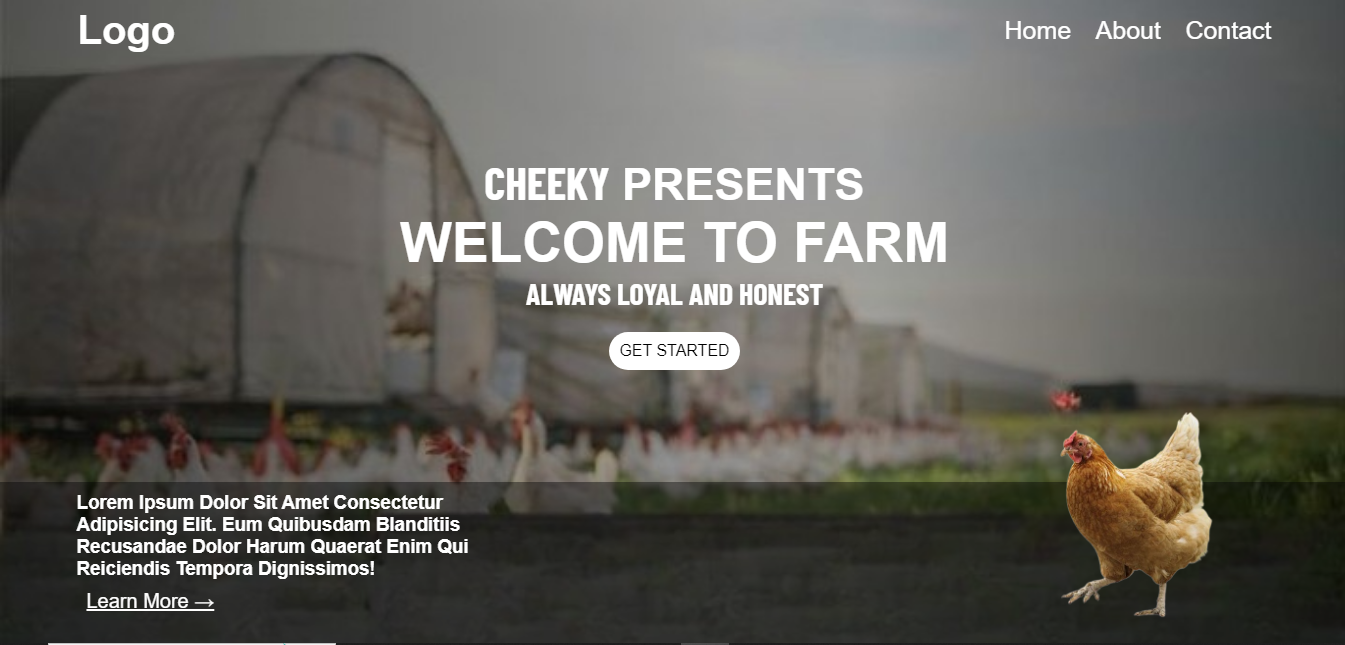 Logo
Home About Contact
CHEEKY PRESENTS
WELCOME TO FARM
ALWAYS LOYAL AND HONEST
GET STARTED
Lorem Ipsum Dolor Sit Amet Consectetur
Adipisicing Elit. Eum Quibusdam Blanditiis
Recusandae Dolor Harum Quaerat Enim Qui
Reiciendis Tempora Dignissimos!
Learn More →